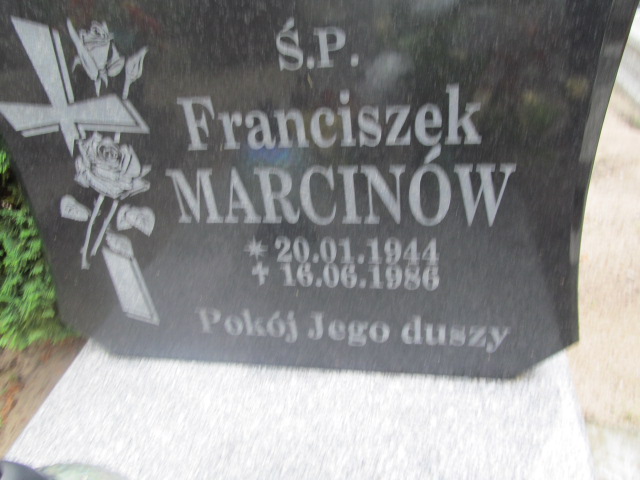 Ś.P.
Franciszek
MARCINÓW
* 20.01.1944
✝ 16.06.1986
Pokój Jego duszy